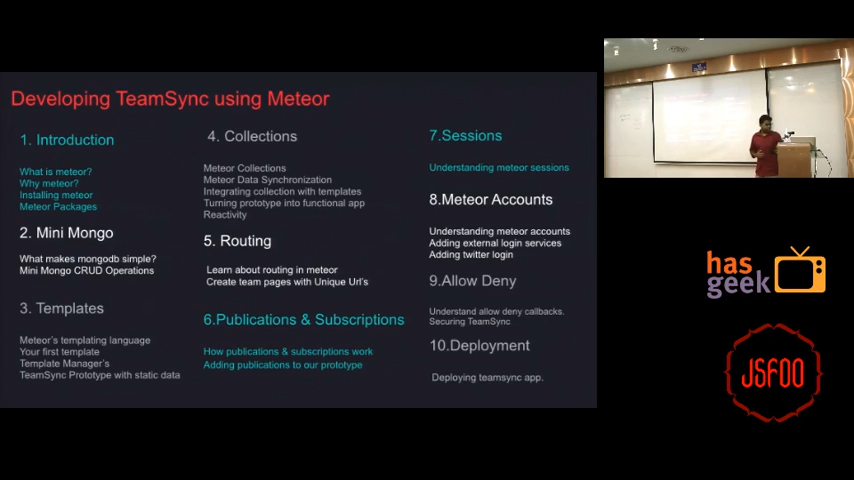 Developing TeamSync using Meteor
1. Introduction
What is meteor?
Why meteor?
Installing meteor
Meteor Packages
2. Mini Mongo
What makes mongodb simple?
Mini Mongo CRUD Operations
3. Templates
Meteor's templating language
Your first template
Template Manager's
TeamSync Prototype with static data
4. Collections
Meteor Collections
Meteor Data Synchronization
Integrating collection with templates
Turning prototype into functional app
Reactivity
5. Routing
Learn about routing in meteor
Create team pages with Unique Url's
6.Publications & Subscriptions
How publications & subscriptions work
Adding publications to our prototype
7.Sessions
Understanding meteor sessions
8.Meteor Accounts
Understanding meteor accounts
Adding external login services
Adding twitter login
9.Allow Deny
Understand allow deny callbacks.
Securing TeamSync
10.Deployment
Deploying teamsync app.
has
geek
JSFOO